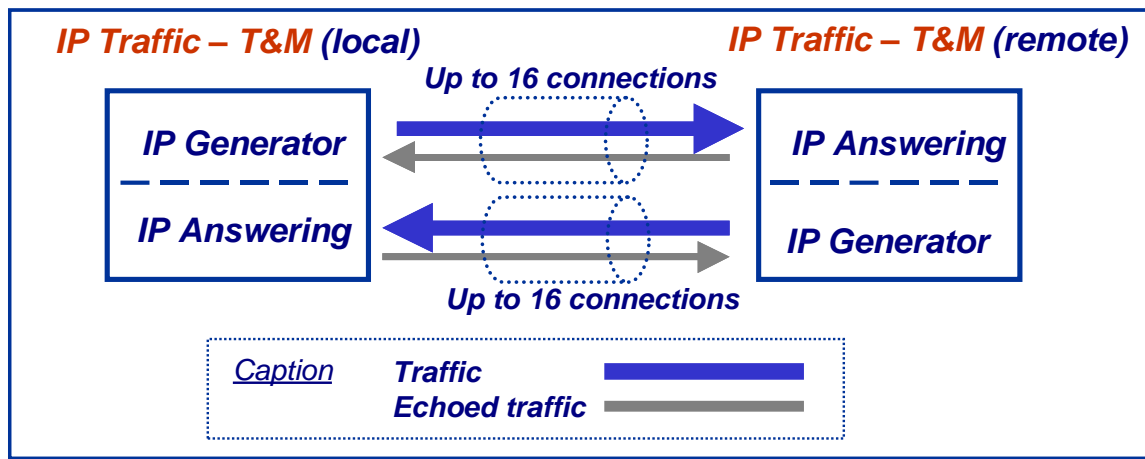 IP Traffic – T&M (local)
IP Traffic – T&M (remote)
Up to 16 connections
IP Generator
IP Answering
IP Answering
IP Generator
Up to 16 connections
Caption
Traffic
Echoed traffic